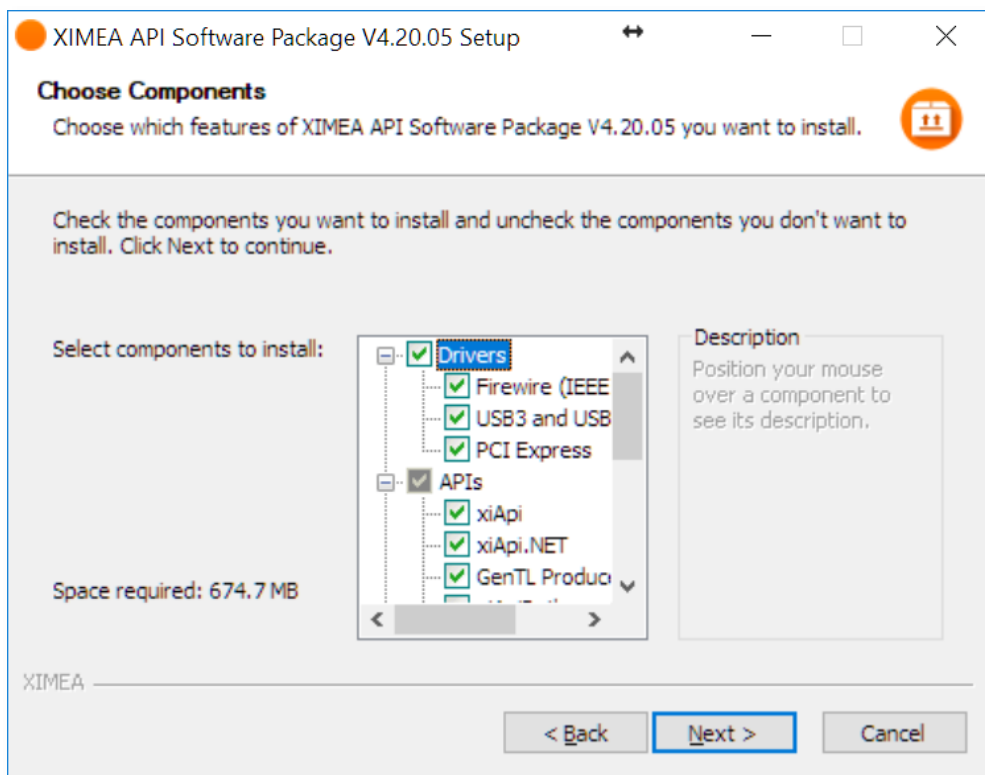 XIMEA API Software Package V4.20.05 Setup
Choose Components
Choose which features of XIMEA API Software Package V4.20.05 you want to install.
Check the components you want to install and uncheck the components you don't want to
install. Click Next to continue.
Select components to install:
Drivers
Firewire (IEEE
USB3 and USB
PCI Express
APIs
xiApi
xiApi.NET
GenTL Produc
Description
Position your mouse
over a component to
see its description.
Space required: 674.7 MB
XIMEA
< Back
Next >
Cancel